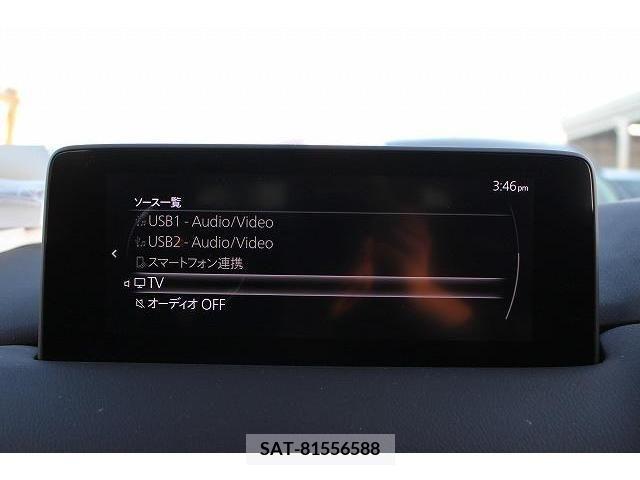 3:46pm
ソース一覧
USB1 - Audio/Video
USB2 - Audio/Video
スマートフォン連携
TV
オーディオ OFF
SAT-81556588